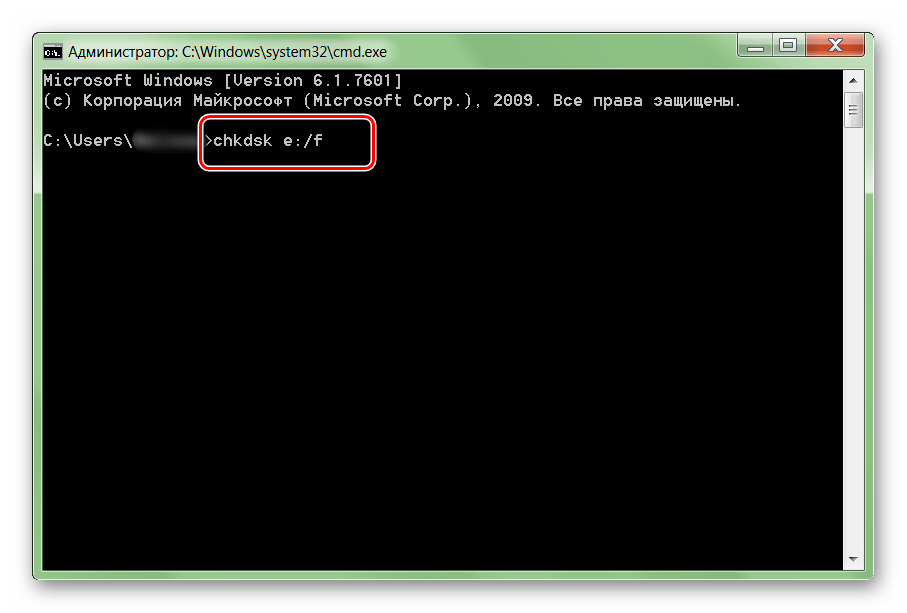 Администратор: C:\Windows\system32\cmd.exe
Microsoft Windows [Version 6.1.7601]
(c) Корпорация Майкрософт (Microsoft Corp.), 2009. Все права защищены.
C:\Users\ >chkdsk e:/f